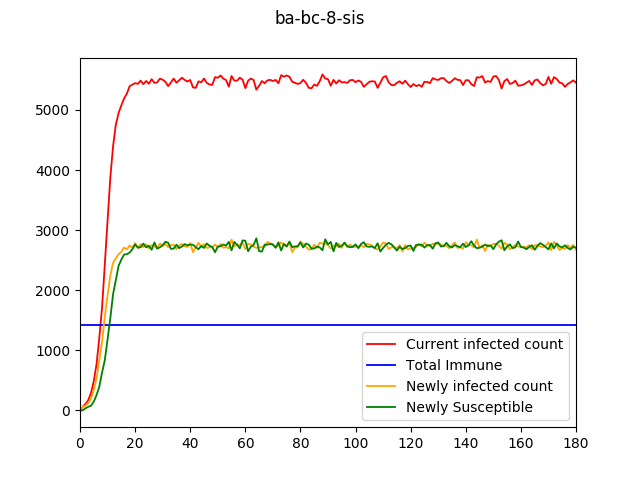 ba-bc-8-sis
5000
4000
3000
2000
1000
0
Current infected count
Total Immune
Newly infected count
Newly Susceptible
0 20 40 60 80 100 120 140 160 180